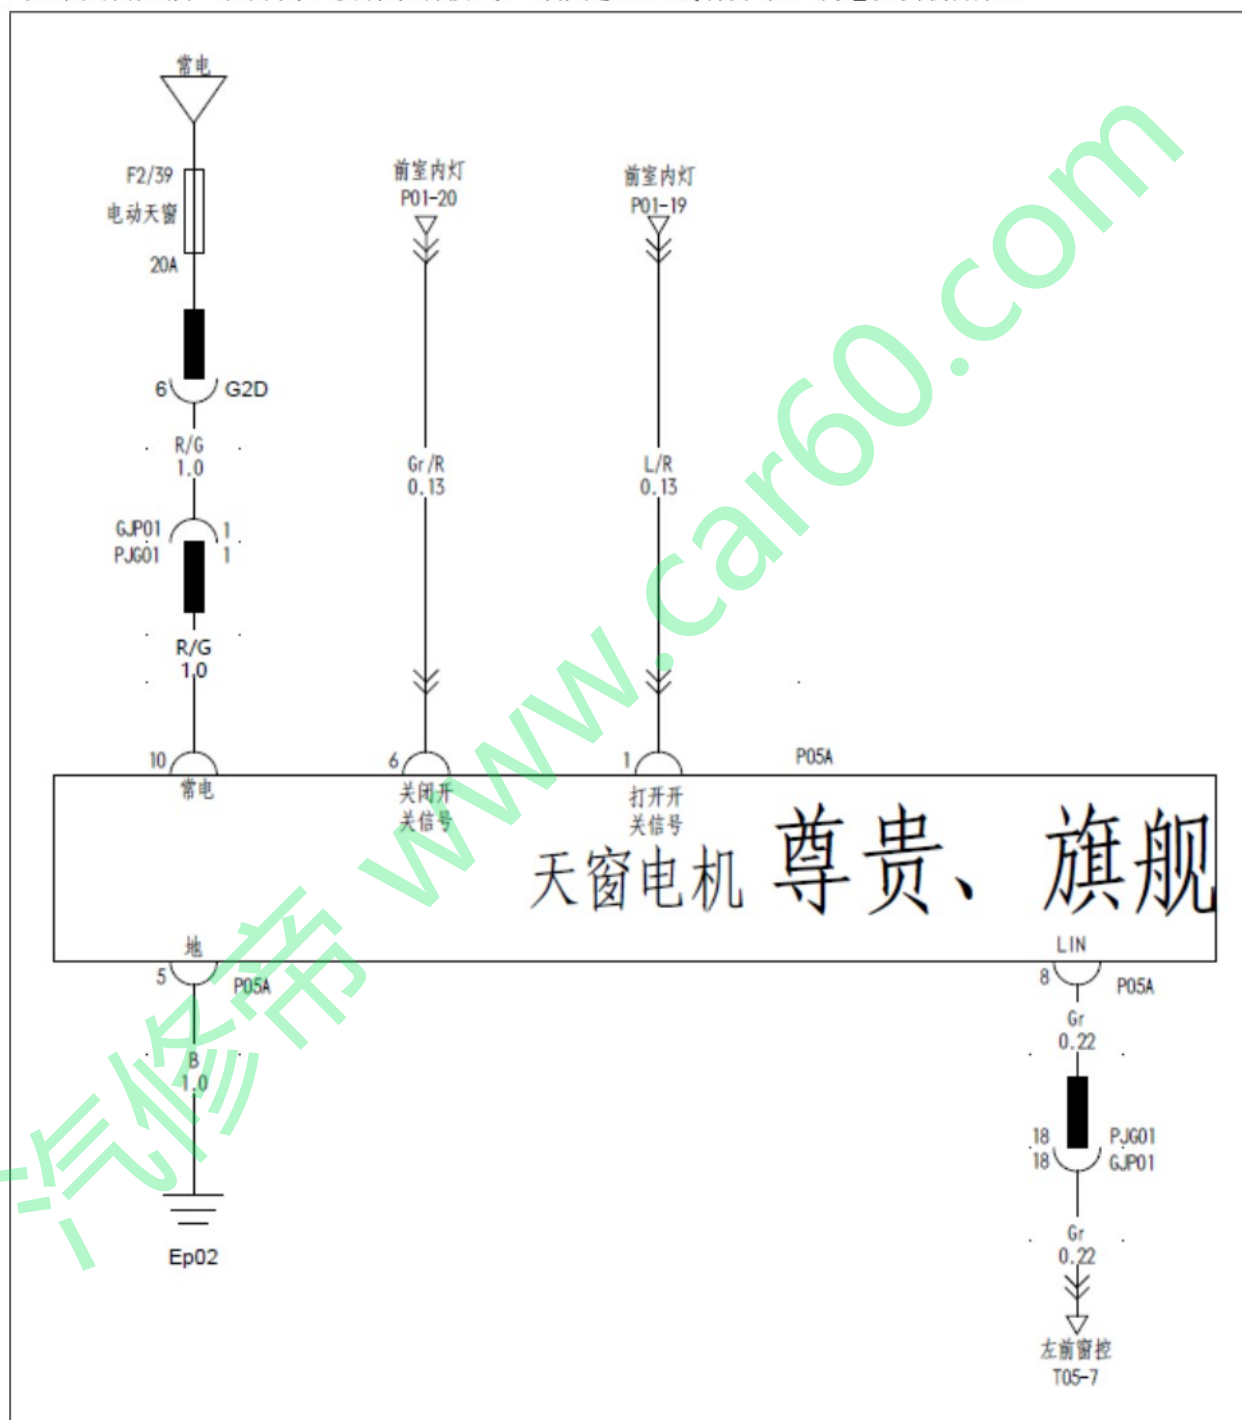 常电
F2/39
电动天窗
20A
6
G2D
R/G
1.0
GJP01
1
PJG01
1
R/G
1.0
前室内灯
P01-20
Gr/R
0.13
前室内灯
P01-19
L/R
0.13
10
常电
6
关闭开
关信号
1
打开开
关信号
P05A
天窗电机
尊贵、旗舰
地
5
P05A
B
1.0
Ep02
LIN
8
P05A
Gr
0.22
18
PJG01
18
GJP01
Gr
0.22
左前窗控
T05-7
汽修帝 www.car60.com